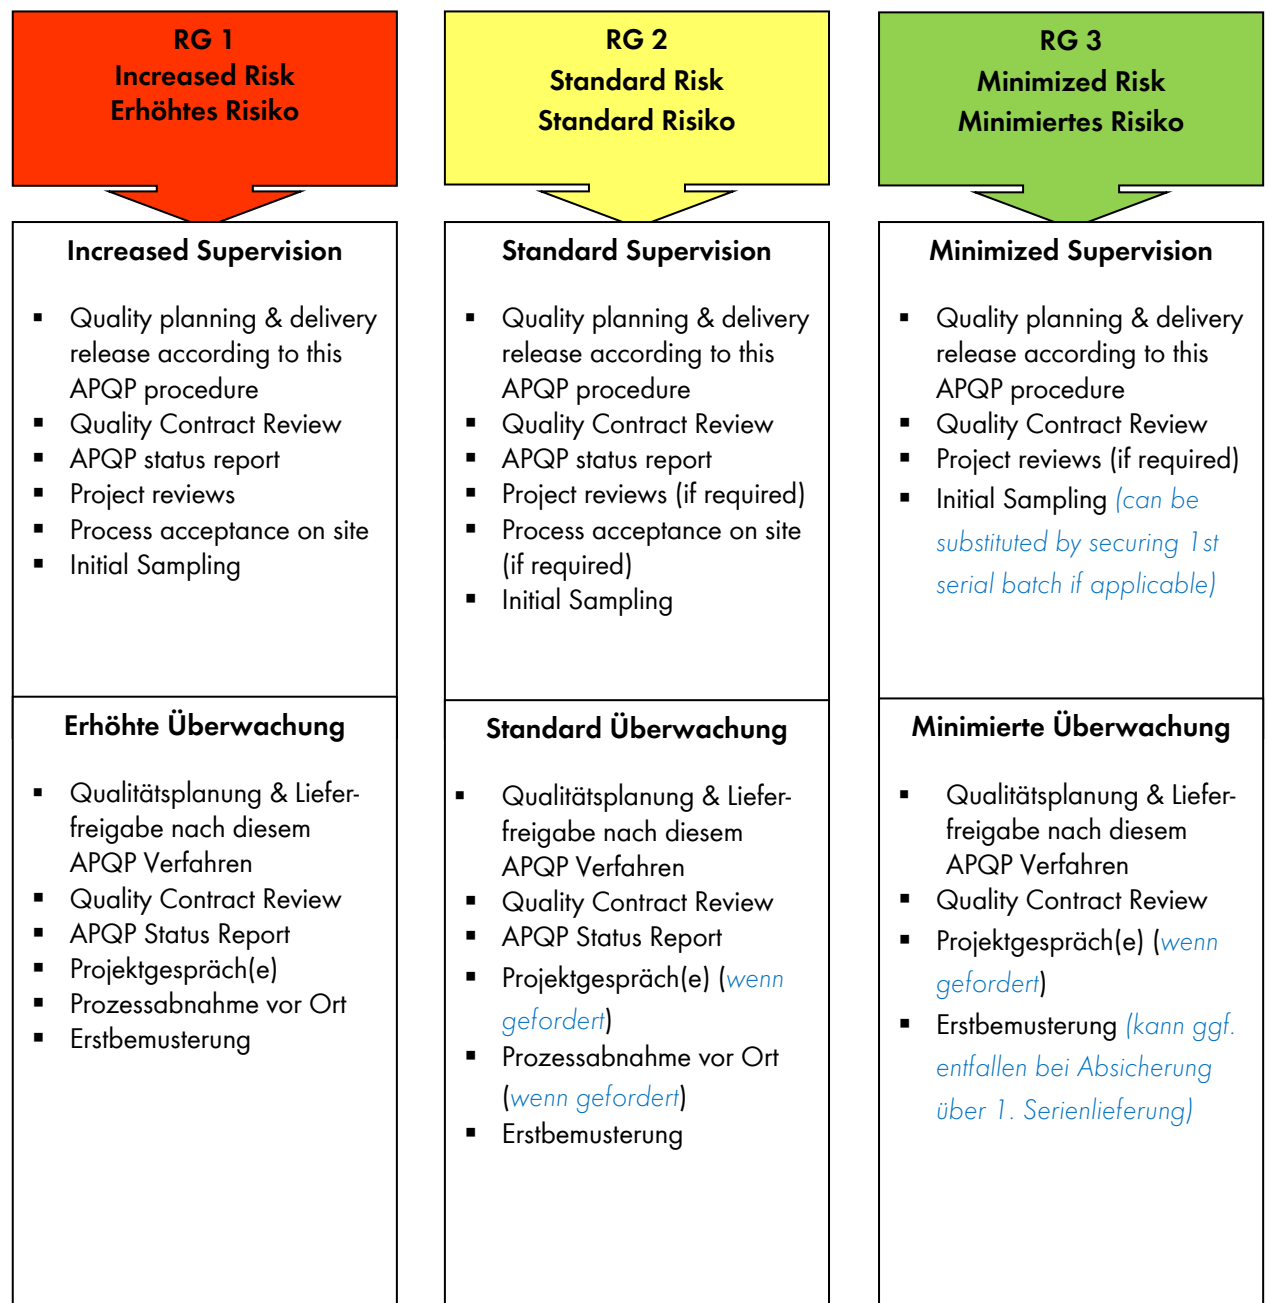 RG 1
Increased Risk
Erhöhtes Risiko
RG 2
Standard Risk
Standard Risiko
RG 3
Minimized Risk
Minimiertes Risiko
Increased Supervision
▪ Quality planning & delivery
release according to this
APQP procedure
▪ Quality Contract Review
▪ APQP status report
▪ Project reviews
▪ Process acceptance on site
▪ Initial Sampling
Standard Supervision
▪ Quality planning & delivery
release according to this
APQP procedure
▪ Quality Contract Review
▪ APQP status report
▪ Project reviews (if required)
▪ Process acceptance on site
(if required)
▪ Initial Sampling
Minimized Supervision
▪ Quality planning & delivery
release according to this
APQP procedure
▪ Quality Contract Review
▪ Project reviews (if required)
▪ Initial Sampling (can be
substituted by securing 1st
serial batch if applicable)
Erhöhte Überwachung
▪ Qualitätsplanung & Liefer-
freigabe nach diesem
APQP Verfahren
▪ Quality Contract Review
▪ APQP Status Report
▪ Projektgespräch(e)
▪ Prozessabnahme vor Ort
▪ Erstbemusterung
Standard Überwachung
▪ Qualitätsplanung & Liefer-
freigabe nach diesem
APQP Verfahren
▪ Quality Contract Review
▪ APQP Status Report
▪ Projektgespräch(e) (wenn
gefordert)
▪ Prozessabnahme vor Ort
(wenn gefordert)
▪ Erstbemusterung
Minimierte Überwachung
▪ Qualitätsplanung & Liefer-
freigabe nach diesem
APQP Verfahren
▪ Quality Contract Review
▪ Projektgespräch(e) (wenn
gefordert)
▪ Erstbemusterung (kann ggf.
entfallen bei Absicherung
über 1. Serienlieferung)